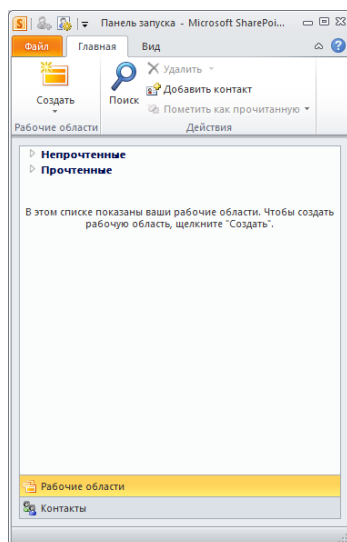 Панель запуска - Microsoft SharePoi...
Файл Главная Вид
Создать
Поиск
Удалить
Добавить контакт
Пометить как прочитанную
Рабочие области
Действия
Непрочтенные
Прочтенные
В этом списке показаны ваши рабочие области. Чтобы создать
рабочую область, щелкните "Создать".
Рабочие области
Контакты